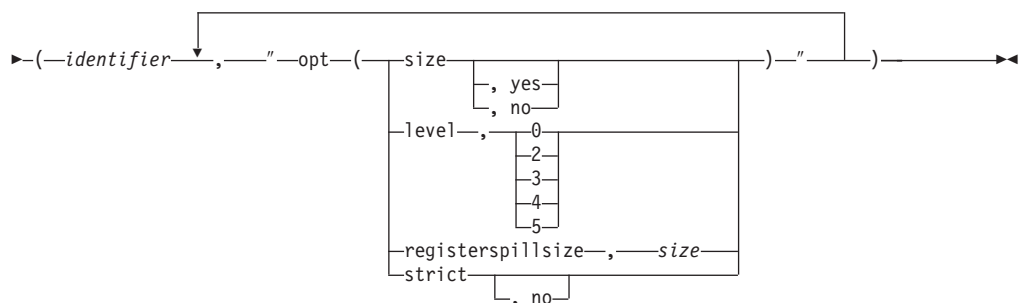 ( identifier , " opt ( size ) " )
, yes
, no
level , 0
2
3
4
5
registerspillsize , size
strict
, no